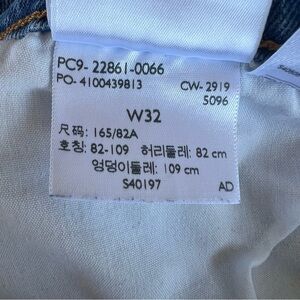 PC9- 22861-0066
PO- 4100439813 CW- 2919
5096
W32
尺码: 165/82A
호칭: 82-109 허리둘레: 82 cm
엉덩이둘레: 109 cm
S40197 AD